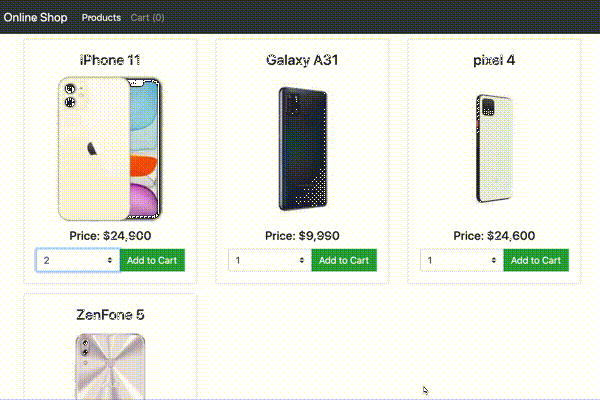 Online Shop Products Cart (0)
iPhone 11 Galaxy A31 pixel 4
Price: $24,900 Price: $9,990 Price: $24,600
2 Add to Cart 1 Add to Cart 1 Add to Cart
ZenFone 5